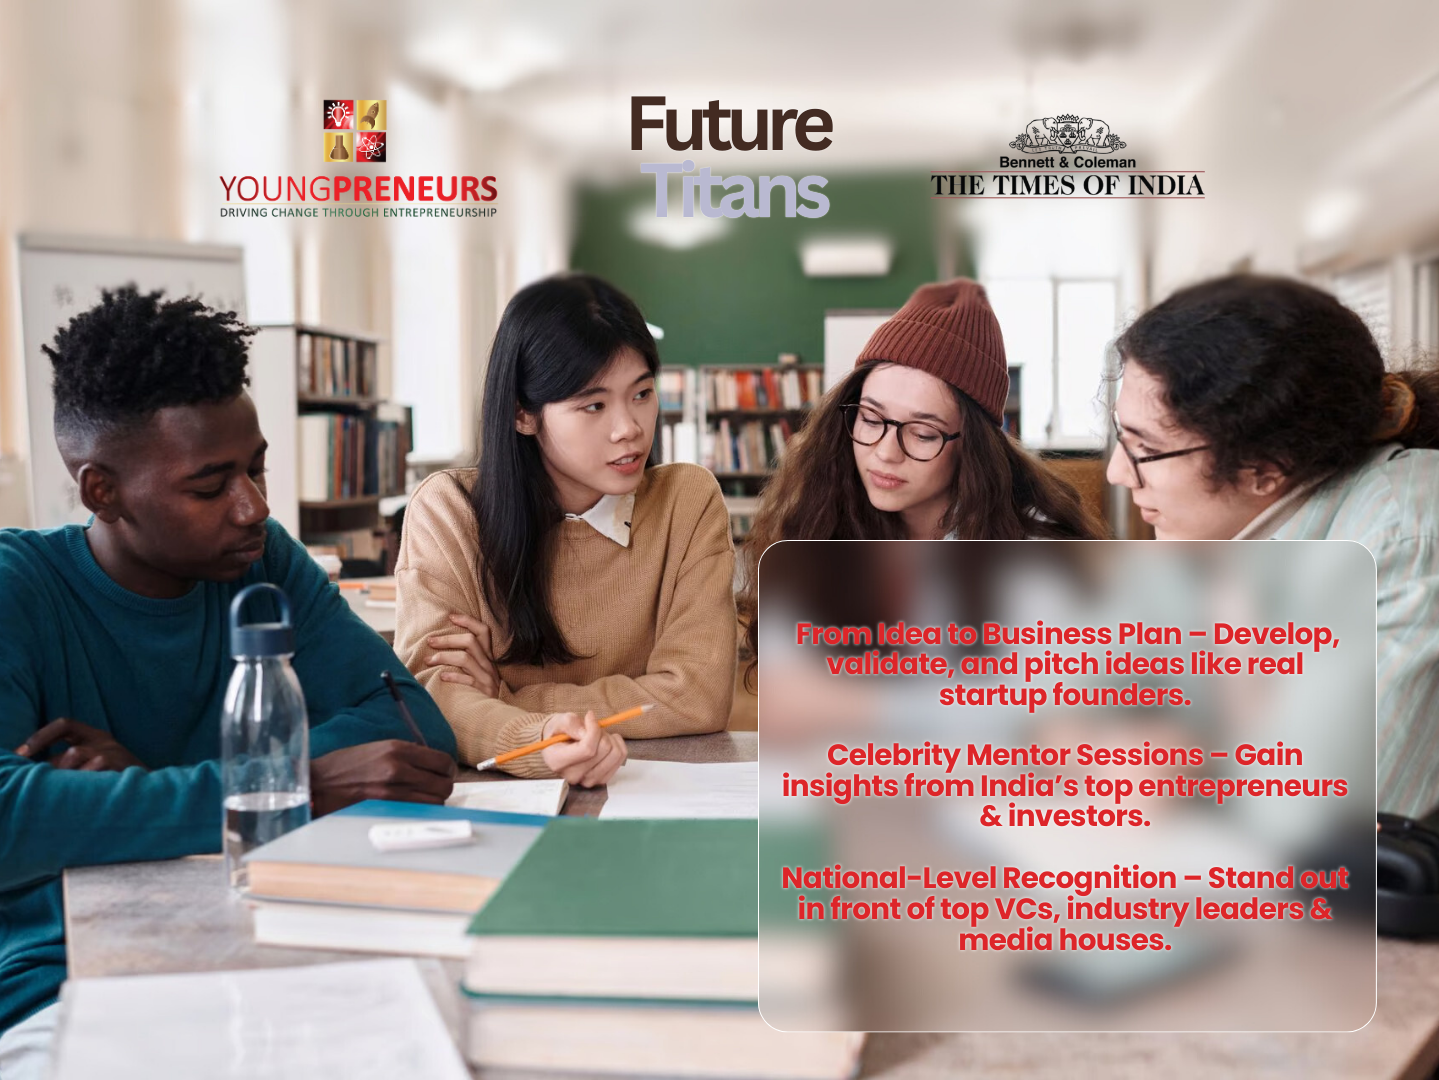 YOUNGPRENEURS
DRIVING CHANGE THROUGH ENTREPRENEURSHIP
Future
Titans
Bennett & Coleman
THE TIMES OF INDIA
From Idea to Business Plan – Develop,
validate, and pitch ideas like real
startup founders.
Celebrity Mentor Sessions – Gain
insights from India’s top entrepreneurs
& investors.
National-Level Recognition – Stand out
in front of top VCs, industry leaders &
media houses.